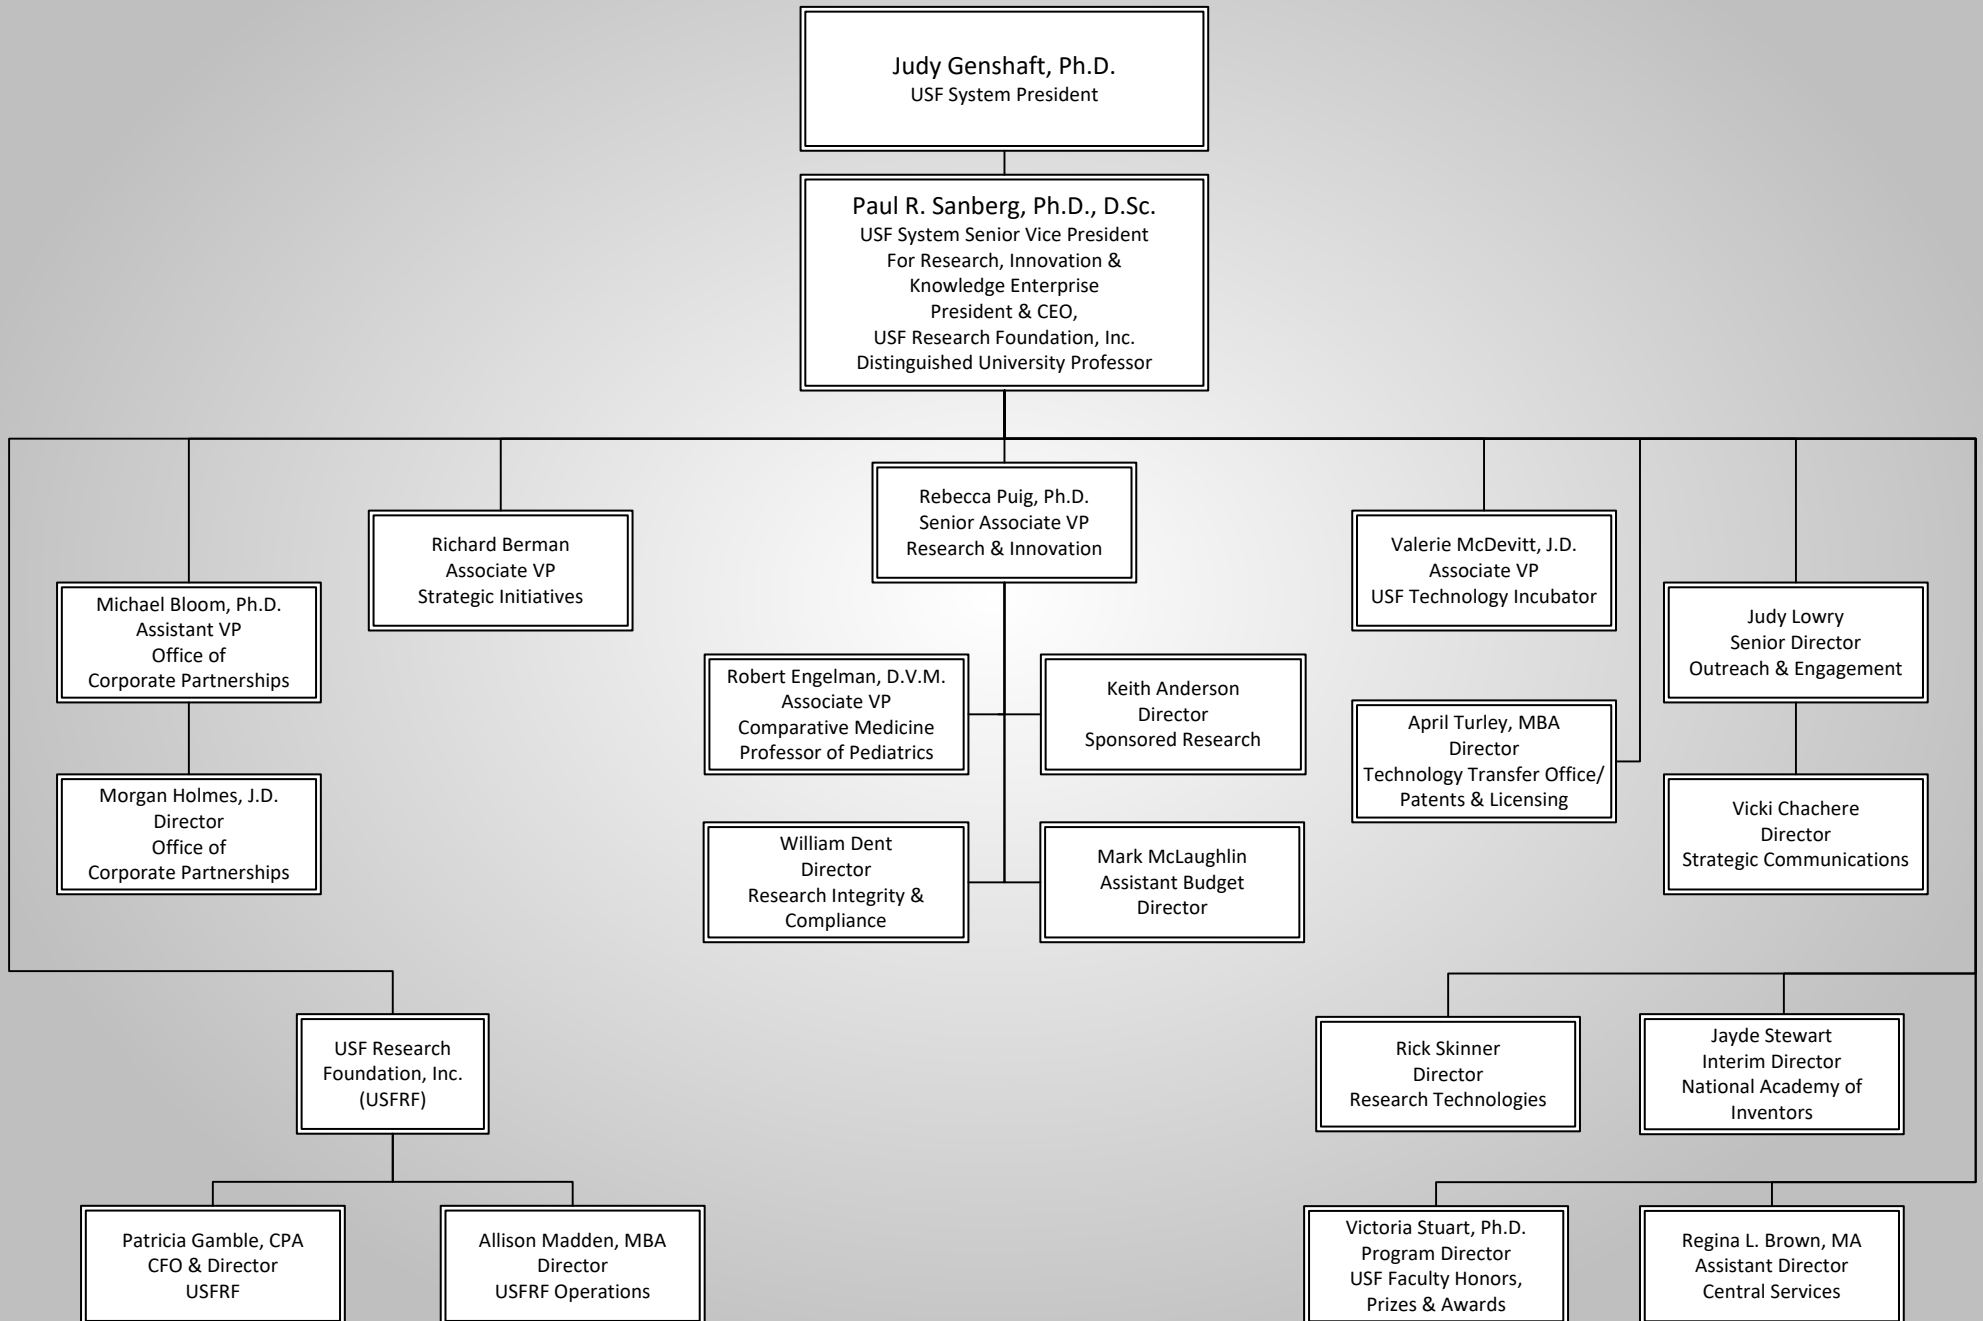 Judy Genshaft, Ph.D.
USF System President
Paul R. Sanberg, Ph.D., D.Sc.
USF System Senior Vice President
For Research, Innovation &
Knowledge Enterprise
President & CEO,
USF Research Foundation, Inc.
Distinguished University Professor
Rebecca Puig, Ph.D.
Senior Associate VP
Research & Innovation
Richard Berman
Associate VP
Strategic Initiatives
Valerie McDevitt, J.D.
Associate VP
USF Technology Incubator
Michael Bloom, Ph.D.
Assistant VP
Office of
Corporate Partnerships
Judy Lowry
Senior Director
Outreach & Engagement
Robert Engelman, D.V.M.
Associate VP
Comparative Medicine
Professor of Pediatrics
Keith Anderson
Director
Sponsored Research
April Turley, MBA
Director
Technology Transfer Office/
Patents & Licensing
Morgan Holmes, J.D.
Director
Office of
Corporate Partnerships
Vicki Chachere
Director
Strategic Communications
William Dent
Director
Research Integrity &
Compliance
Mark McLaughlin
Assistant Budget
Director
USF Research
Foundation, Inc.
(USFRF)
Rick Skinner
Director
Research Technologies
Jayde Stewart
Interim Director
National Academy of
Inventors
Patricia Gamble, CPA
CFO & Director
USFRF
Allison Madden, MBA
Director
USFRF Operations
Victoria Stuart, Ph.D.
Program Director
USF Faculty Honors,
Prizes & Awards
Regina L. Brown, MA
Assistant Director
Central Services